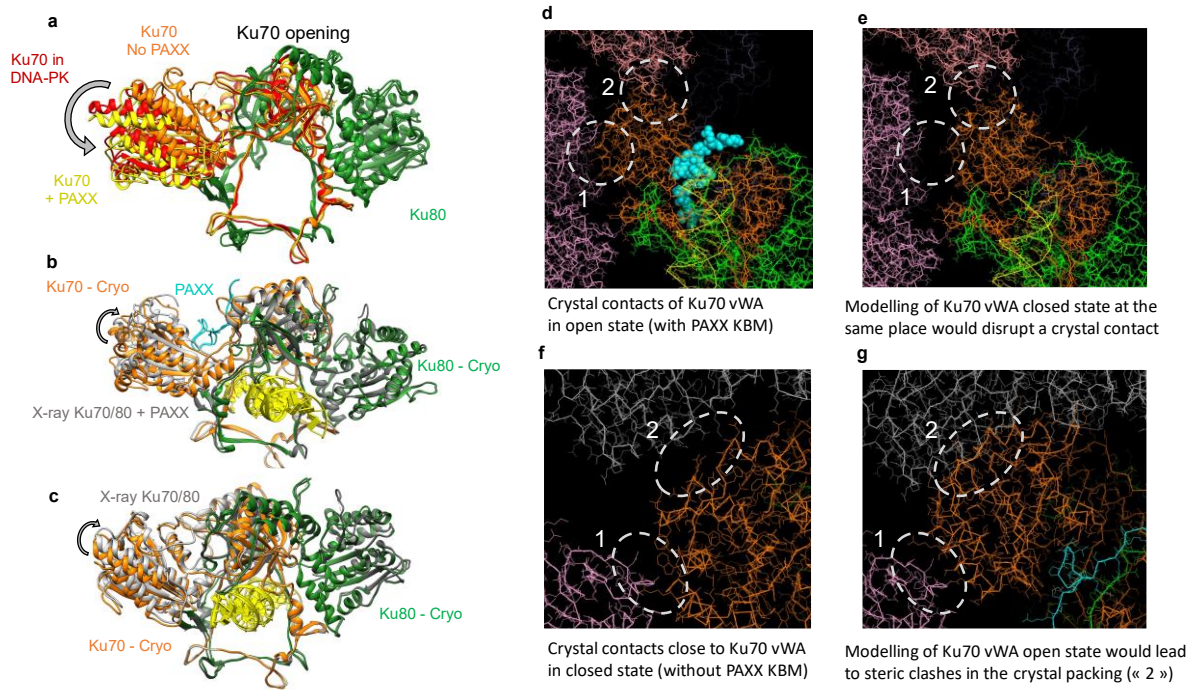 a
Ku70
No PAXX
Ku70 opening
Ku70 in
DNA-PK
Ku70
+ PAXX
Ku80
b
Ku70 - Cryo
PAXX
Ku80 - Cryo
X-ray Ku70/80 + PAXX
c
X-ray Ku70/80
Ku80 - Cryo
Ku70 - Cryo
d
2
1
Crystal contacts of Ku70 vWA
in open state (with PAXX KBM)
e
2
1
Modelling of Ku70 vWA closed state at the
same place would disrupt a crystal contact
f
2
1
Crystal contacts close to Ku70 vWA
in closed state (without PAXX KBM)
g
2
1
Modelling of Ku70 vWA open state would lead
to steric clashes in the crystal packing (« 2 »)